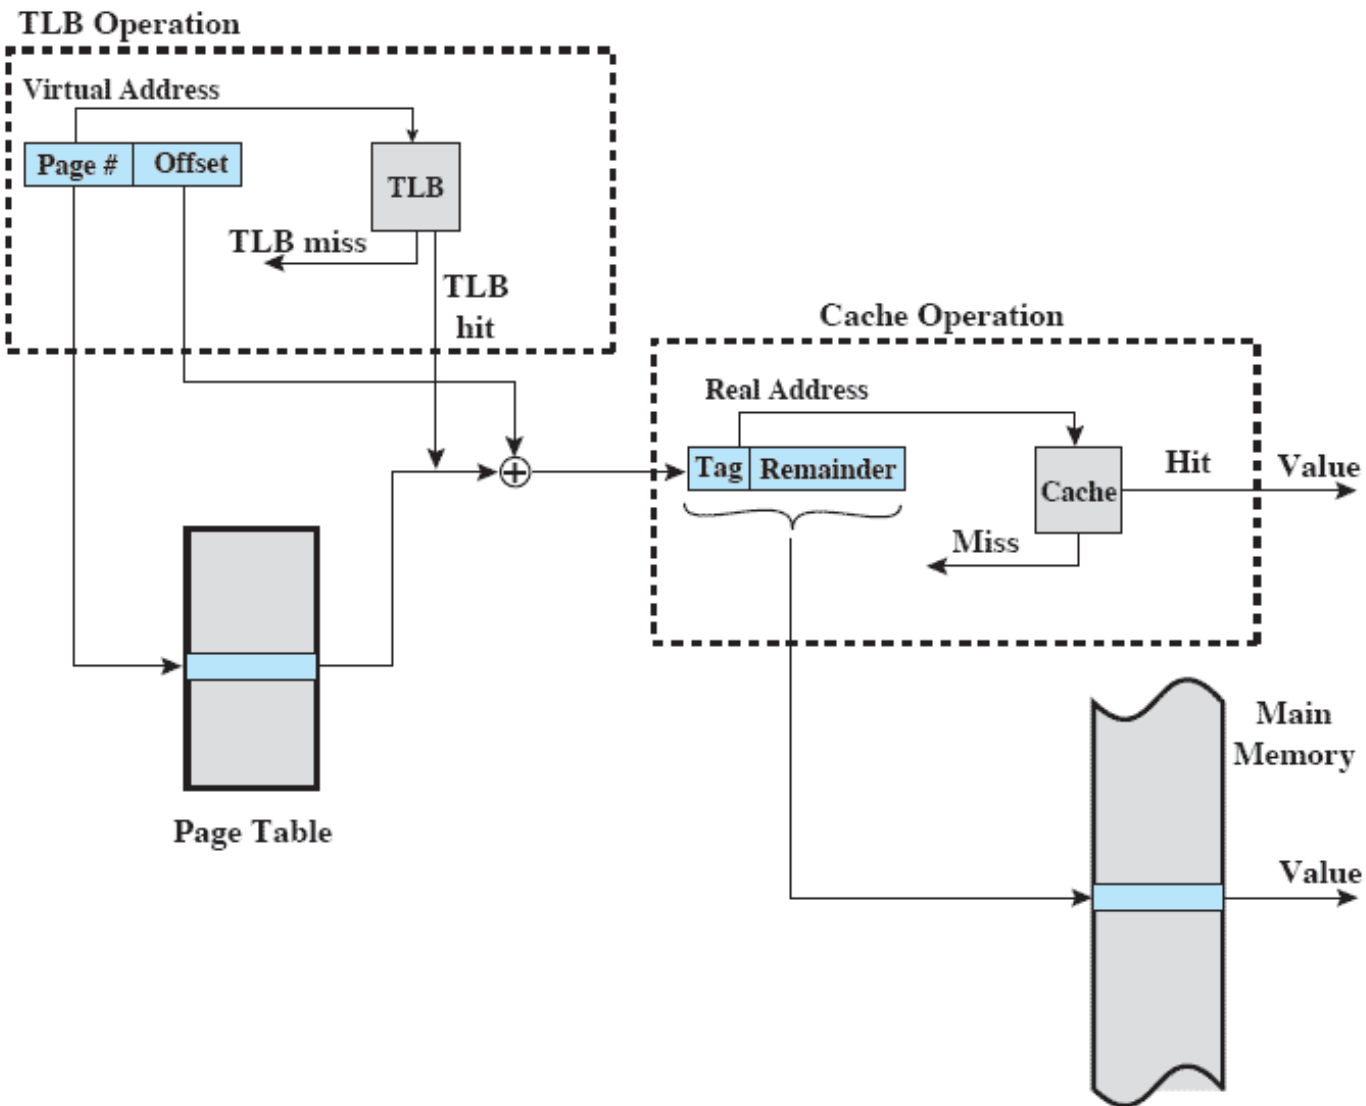 TLB Operation
Virtual Address
Page #
Offset
TLB
TLB miss
TLB
hit
Cache Operation
Real Address
Tag
Remainder
Cache
Hit
Value
Miss
Page Table
Main
Memory
Value